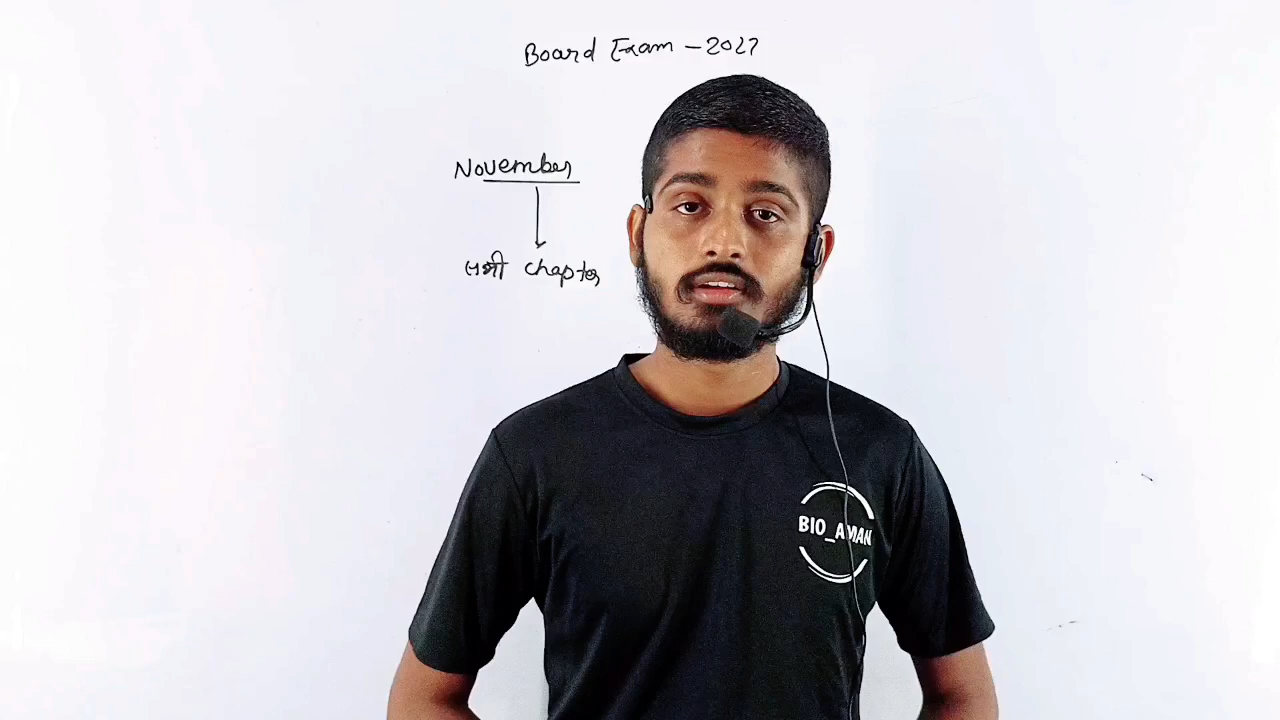 Board Exam - 2027
November
सभी chapter
BIO_AMAN